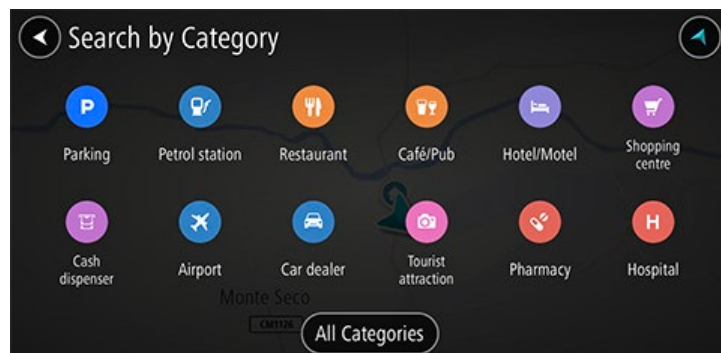 Search by Category
P
Parking
Petrol station
Restaurant
Café/Pub
Hotel/Motel
Shopping
centre
H
Cash
dispenser
Airport
Car dealer
Tourist
attraction
Pharmacy
Hospital
Monte Seco
CM1126
All Categories